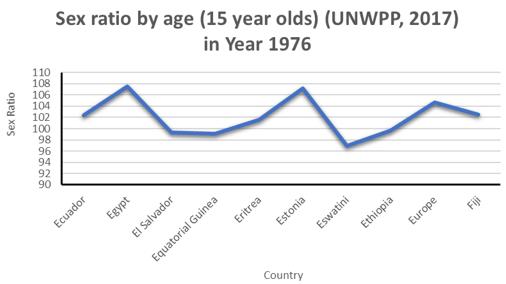 Sex ratio by age (15 year olds) (UNWPP, 2017)
in Year 1976
110
108
106
104
102
100
98
96
94
92
90
Sex Ratio
Ecuador
Egypt
El Salvador
Equatorial Guinea
Eritrea
Estonia
Eswatini
Ethiopia
Europe
Fiji
Country